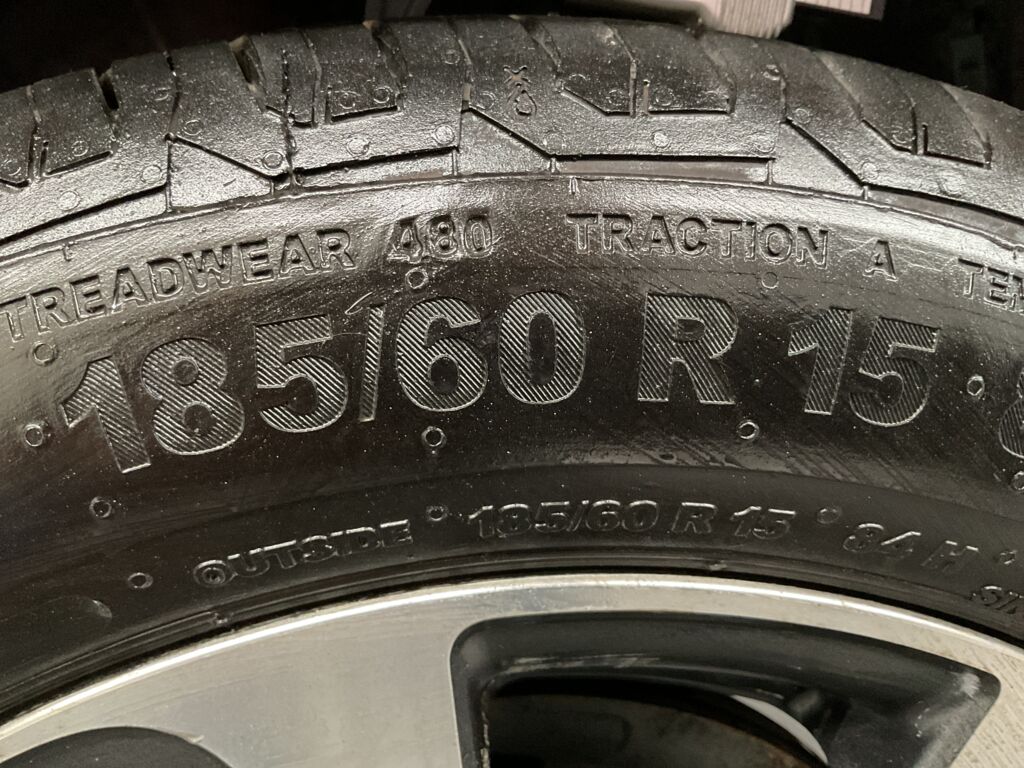 TREADWEAR 480 TRACTION A
185/60 R 15
OUTSIDE 185/60 R 15 84 H